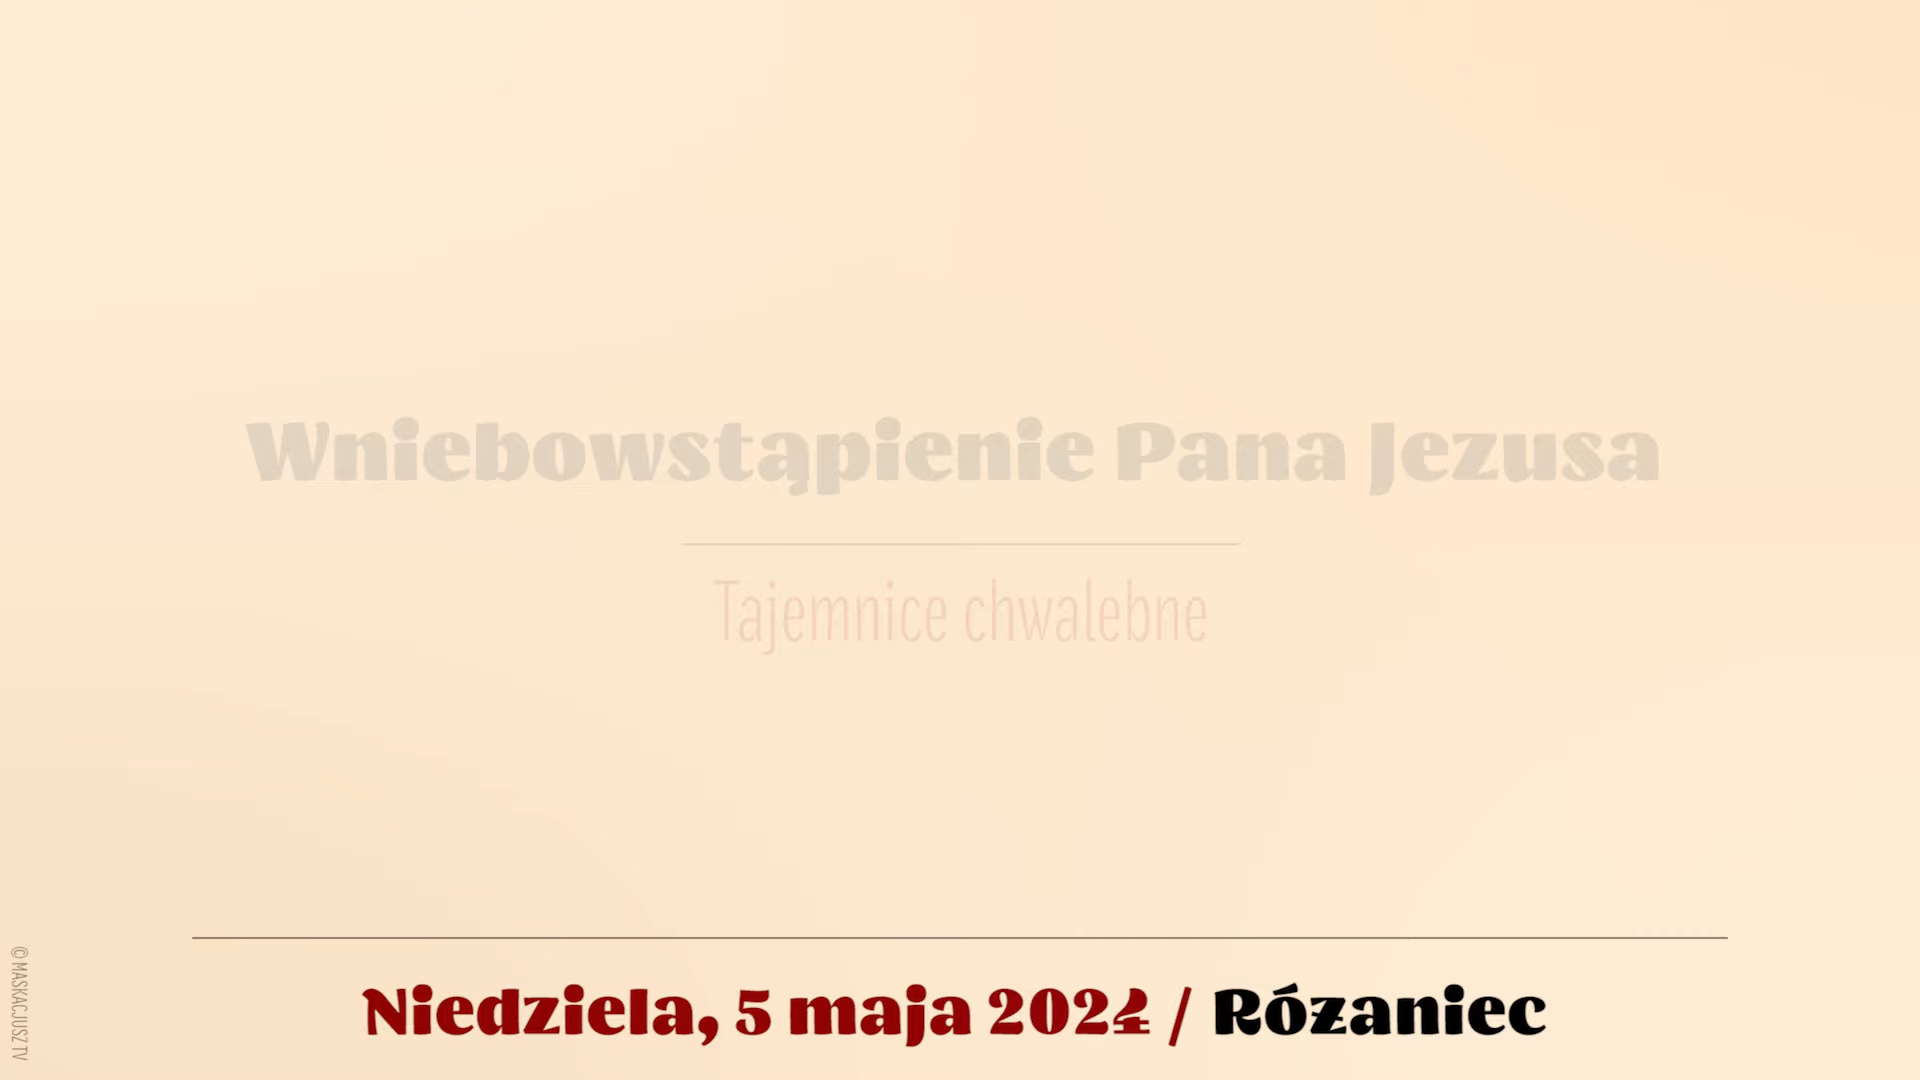 Wniebowstąpienie Pana Jezusa
Tajemnice chwalebne
Niedziela, 5 maja 2024 / Różaniec
© MASKACJUSZ TV